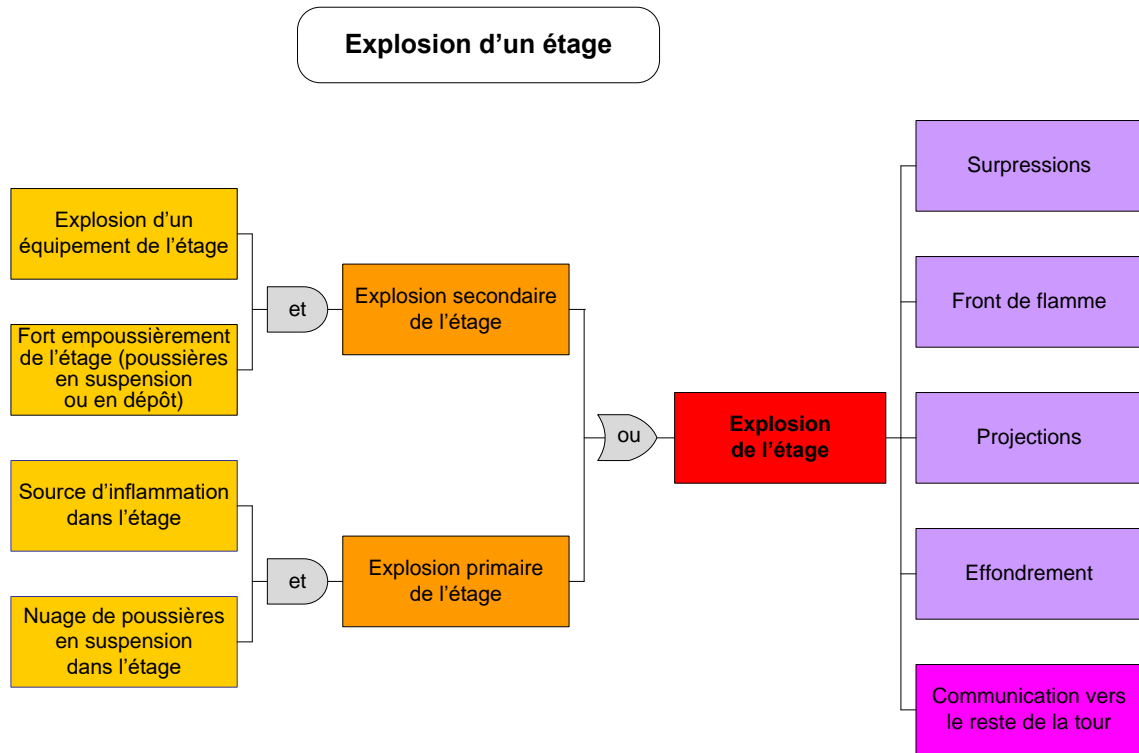 Explosion d’un étage
Surpressions
Explosion d’un
équipement de l’étage
Front de flamme
et
Explosion secondaire
de l’étage
Fort empoussièrement
de l’étage (poussières
en suspension
ou en dépôt)
ou
Explosion
de l’étage
Projections
Source d’inflammation
dans l’étage
et
Explosion primaire
de l’étage
Effondrement
Nuage de poussières
en suspension
dans l’étage
Communication vers
le reste de la tour